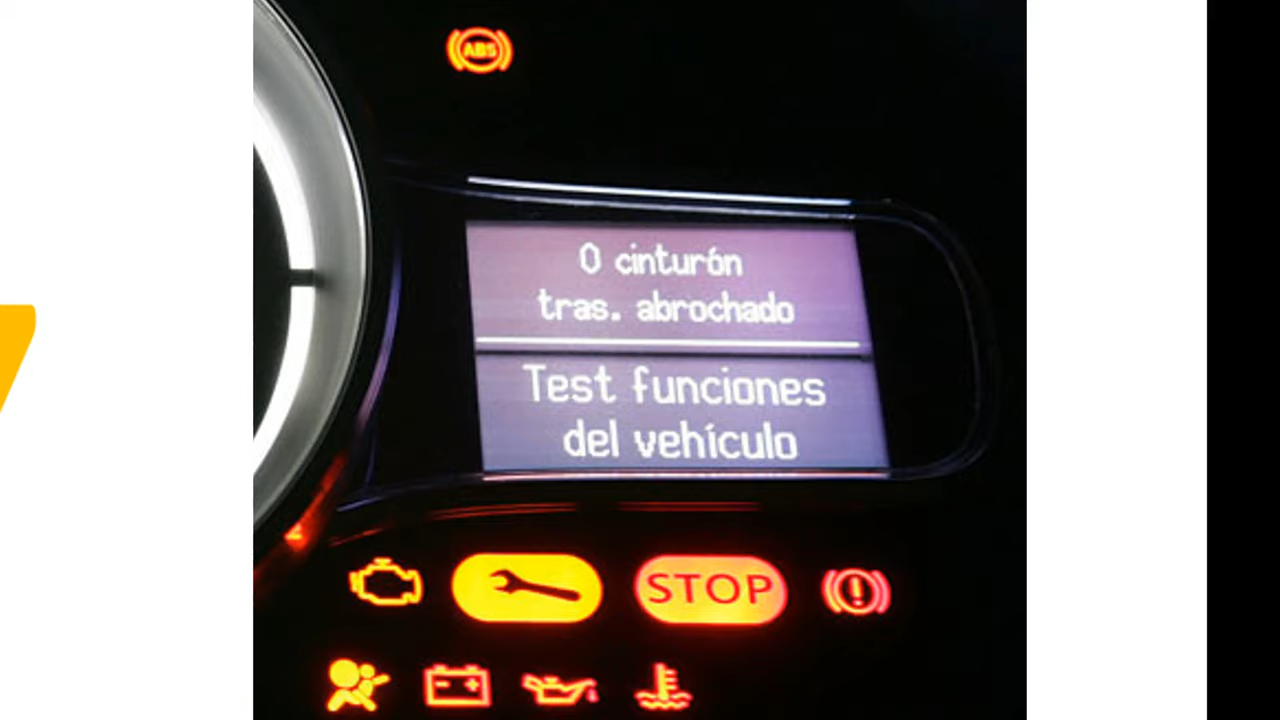 ABS
0 cinturón
tras. abrochado
Test funciones
del vehículo
STOP